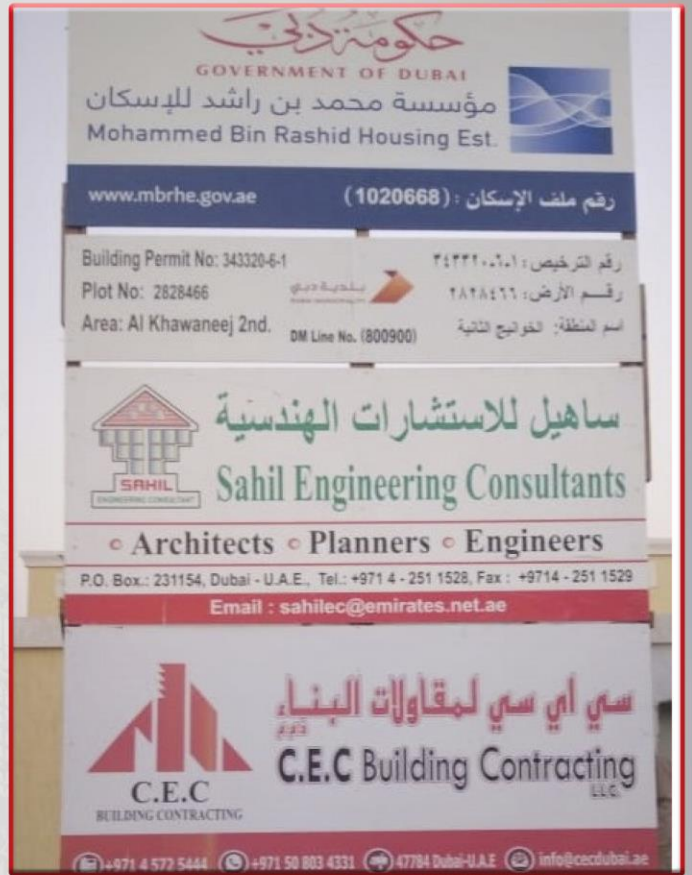 حكومة دبي
GOVERNMENT OF DUBAI
مؤسسة محمد بن راشد للإسكان
Mohammed Bin Rashid Housing Est.
www.mbrhe.gov.ae
رقم ملف الإسكان : (1020668)
Building Permit No: 343320-6-1
رقم الترخيص: ٣٤٣٣٢٠-٦-١
Plot No: 2828466
بلدية دبي
رقم الأرض: ٢٨٢٨٤٦٦
Area: Al Khawaneej 2nd.
DM Line No. (800900)
اسم المنطقة: الخوانيج الثانية
ساهيل للاستشارات الهندسية
SAHIL
ENGINEERING CONSULTANT
Sahil Engineering Consultants
Architects Planners Engineers
P.O. Box.: 231154, Dubai - U.A.E., Tel.: +971 4 - 251 1528, Fax : +9714 - 251 1529
Email : sahilec@emirates.net.ae
سي اي سي لمقاولات البناء
ذ.م.م
C.E.C Building Contracting
L.L.C.
C.E.C
BUILDING CONTRACTING
+971 4 572 5444 +971 50 803 4331 47784 Dubai-U.A.E info@cecdubai.ae